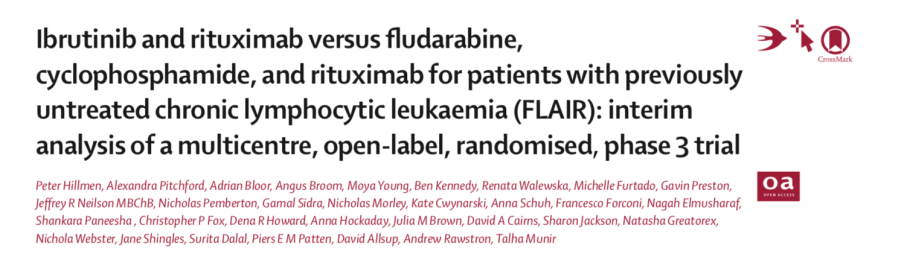 Ibrutinib and rituximab versus fludarabine,
cyclophosphamide, and rituximab for patients with previously
untreated chronic lymphocytic leukaemia (FLAIR): interim
analysis of a multicentre, open-label, randomised, phase 3 trial
CrossMark
Peter Hillmen, Alexandra Pitchford, Adrian Bloor, Angus Broom, Moya Young, Ben Kennedy, Renata Walewska, Michelle Furtado, Gavin Preston,
Jeffrey R Neilson MBChB, Nicholas Pemberton, Gamal Sidra, Nicholas Morley, Kate Cwynarski, Anna Schuh, Francesco Forconi, Nagah Elmusharaf,
Shankara Paneesha , Christopher P Fox, Dena R Howard, Anna Hockaday, Julia M Brown, David A Cairns, Sharon Jackson, Natasha Greatorex,
Nichola Webster, Jane Shingles, Surita Dalal, Piers E M Patten, David Allsup, Andrew Rawstron, Talha Munir
oa
OPEN ACCESS